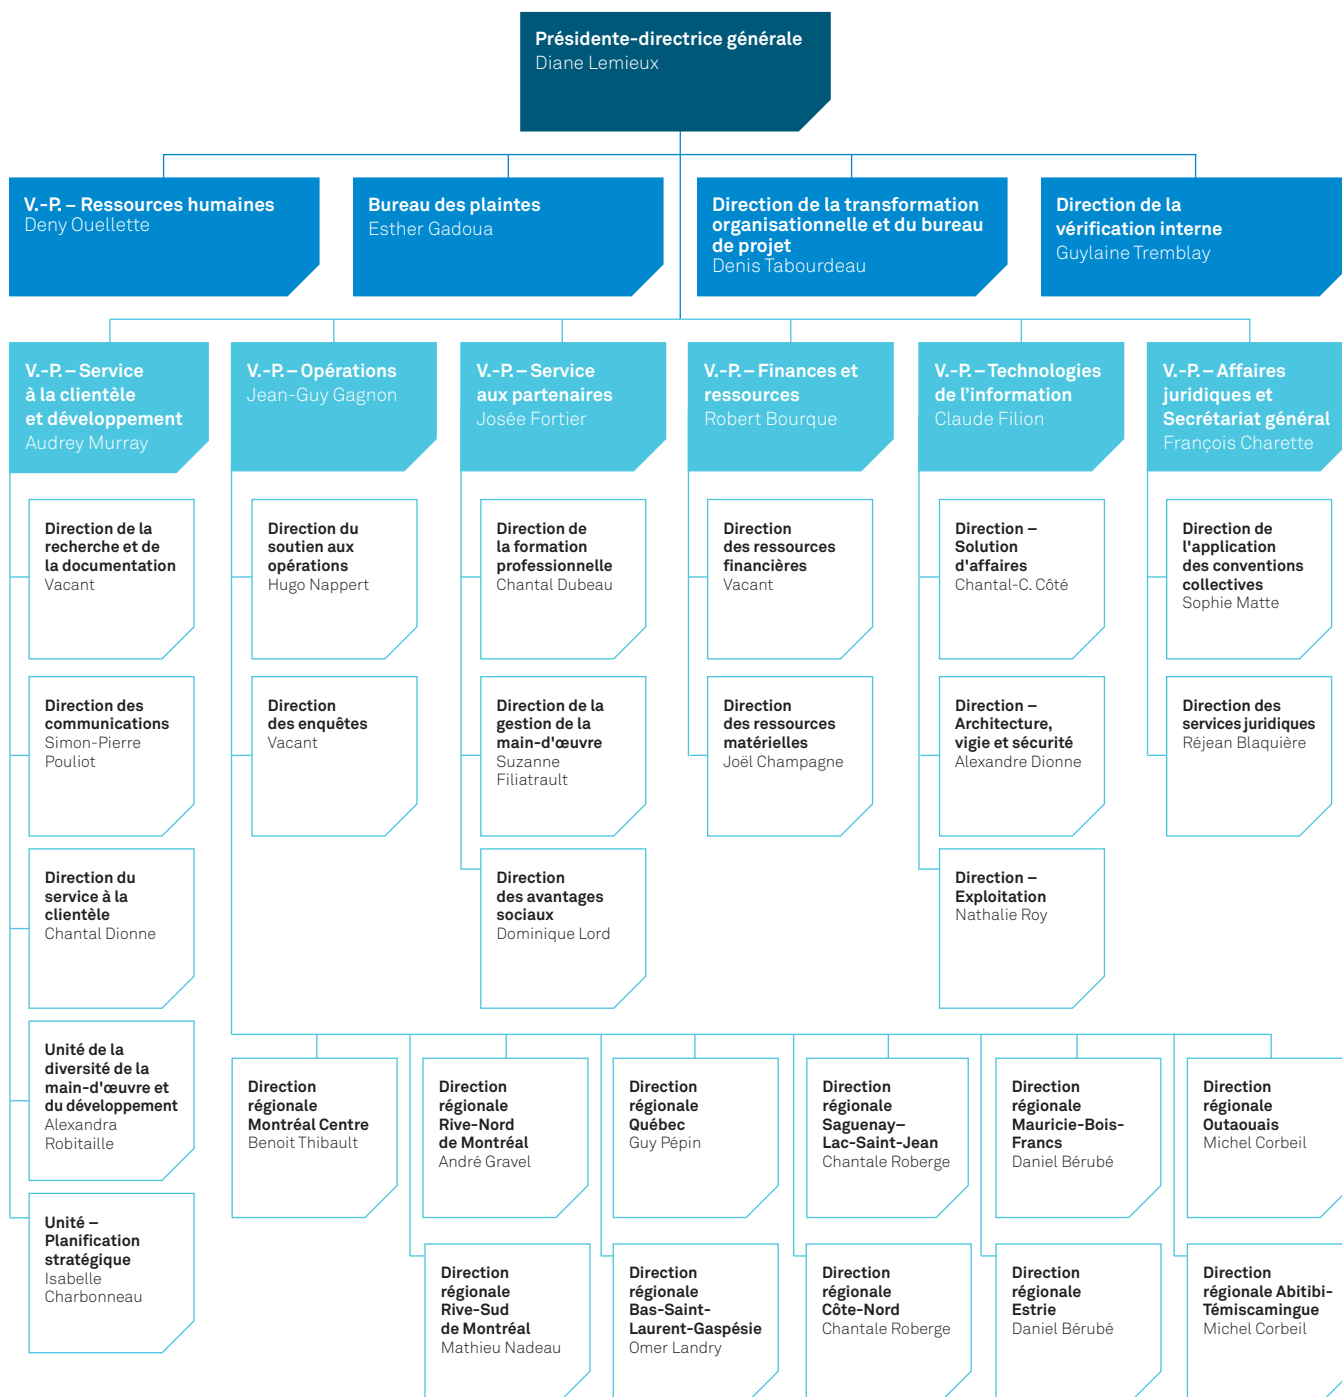 Présidente-directrice générale
Diane Lemieux
V.-P. – Ressources humaines
Deny Ouellette
Bureau des plaintes
Esther Gadoua
Direction de la transformation
organisationnelle et du bureau
de projet
Denis Tabourdeau
Direction de la
vérification interne
Guylaine Tremblay
V.-P. – Service
à la clientèle
et développement
Audrey Murray
V.-P. – Opérations
Jean-Guy Gagnon
V.-P. – Service
aux partenaires
Josée Fortier
V.-P. – Finances et
ressources
Robert Bourque
V.-P. – Technologies
de l'information
Claude Filion
V.-P. – Affaires
juridiques et
Secrétariat général
François Charette
Direction de la
recherche et de
la documentation
Vacant
Direction du
soutien aux
opérations
Hugo Nappert
Direction de
la formation
professionnelle
Chantal Dubeau
Direction
des ressources
financières
Vacant
Direction –
Solution
d'affaires
Chantal-C. Côté
Direction de
l'application
des conventions
collectives
Sophie Matte
Direction des
communications
Simon-Pierre
Pouliot
Direction
des enquêtes
Vacant
Direction de la
gestion de la
main-d'œuvre
Suzanne
Filiatrault
Direction
des ressources
matérielles
Joël Champagne
Direction –
Architecture,
vigie et sécurité
Alexandre Dionne
Direction des
services juridiques
Réjean Blaquière
Direction du
service à la
clientèle
Chantal Dionne
Direction
des avantages
sociaux
Dominique Lord
Direction –
Exploitation
Nathalie Roy
Unité de la
diversité de la
main-d'œuvre et
du développement
Alexandra
Robitaille
Unité –
Planification
stratégique
Isabelle
Charbonneau
Direction
régionale
Montréal Centre
Benoit Thibault
Direction
régionale
Rive-Nord
de Montréal
André Gravel
Direction
régionale
Québec
Guy Pépin
Direction
régionale
Saguenay–
Lac-Saint-Jean
Chantale Roberge
Direction
régionale
Mauricie-Bois-
Francs
Daniel Bérubé
Direction
régionale
Outaouais
Michel Corbeil
Direction
régionale
Rive-Sud
de Montréal
Mathieu Nadeau
Direction
régionale
Bas-Saint-
Laurent-Gaspésie
Omer Landry
Direction
régionale
Côte-Nord
Chantale Roberge
Direction
régionale
Estrie
Daniel Bérubé
Direction
régionale Abitibi-
Témiscamingue
Michel Corbeil